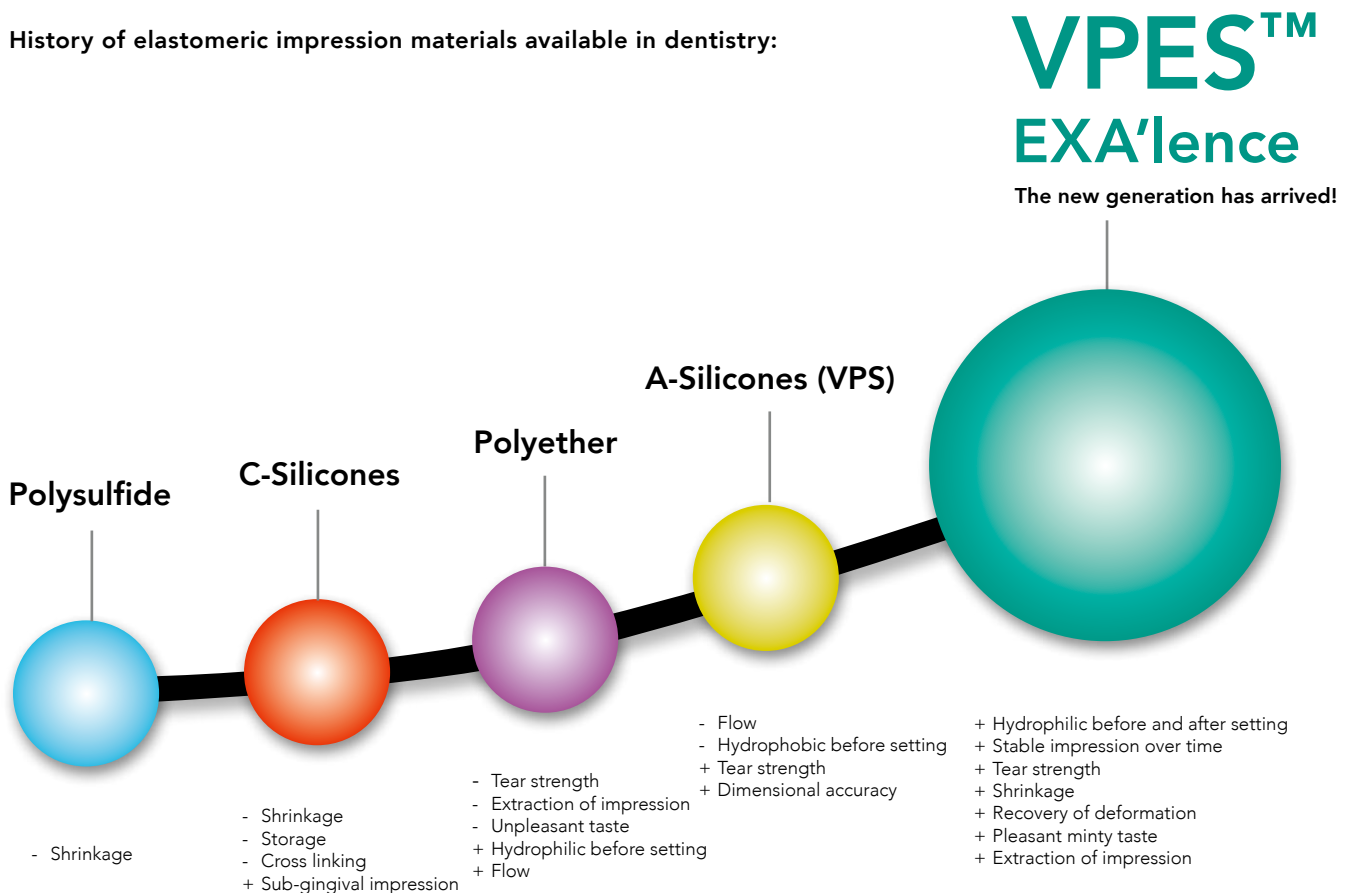 History of elastomeric impression materials available in dentistry:
VPES™
EXA'lence
The new generation has arrived!
A-Silicones (VPS)
Polyether
C-Silicones
Polysulfide
- Shrinkage
- Shrinkage
- Storage
- Cross linking
+ Sub-gingival impression
- Tear strength
- Extraction of impression
- Unpleasant taste
+ Hydrophilic before setting
+ Flow
- Flow
- Hydrophobic before setting
+ Tear strength
+ Dimensional accuracy
+ Hydrophilic before and after setting
+ Stable impression over time
+ Tear strength
+ Shrinkage
+ Recovery of deformation
+ Pleasant minty taste
+ Extraction of impression